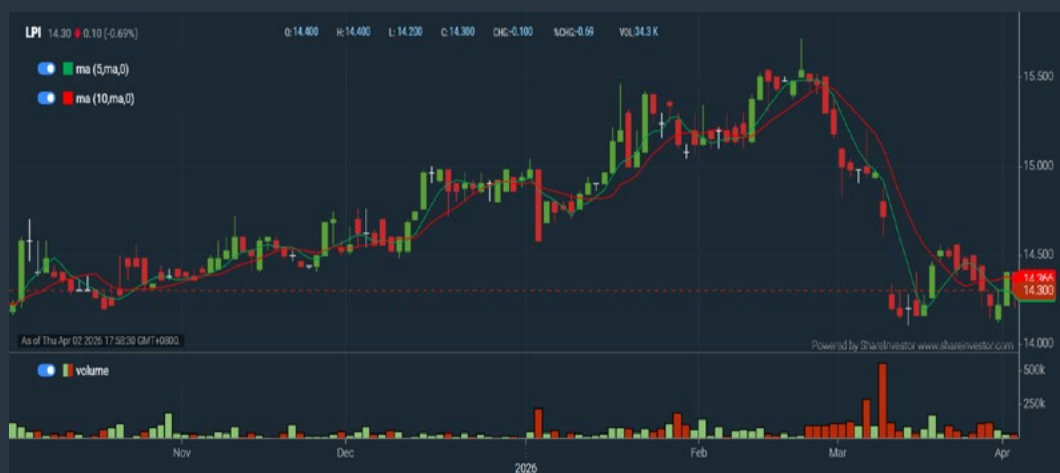 LPI 14.30 0.10 (-0.69%) O:14.400 H:14.400 L:14.200 C:14.300 CHG:-0.100 %CHG:-0.69 VOL:34.3 K
ma (5,ma,0)
ma (10,ma,0)
15.500
15.000
14.500
14.366
14.300
As of Thu Apr 02 2026 17:58:30 GMT+0800.
Powered by ShareInvestor www.shareinvestor.com
14.000
volume
500k
250k
Nov Dec 2026 Feb Mar Apr